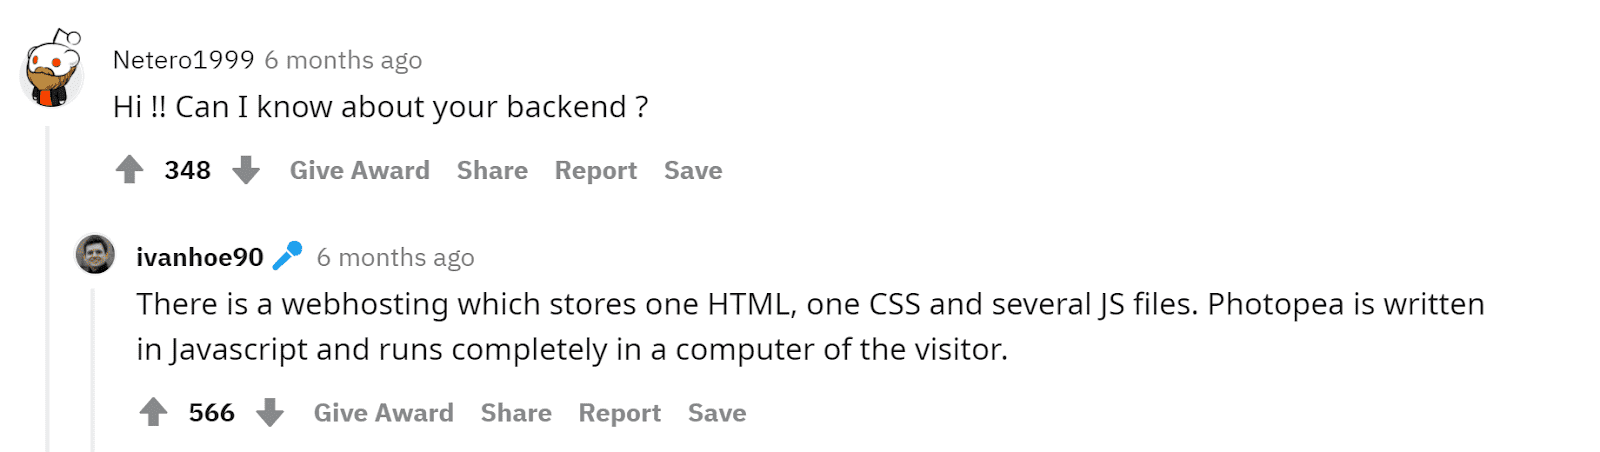 Netero1999 6 months ago
Hi !! Can I know about your backend ?
348 Give Award Share Report Save
ivanhoe90 6 months ago
There is a webhosting which stores one HTML, one CSS and several JS files. Photopea is written
in Javascript and runs completely in a computer of the visitor.
566 Give Award Share Report Save